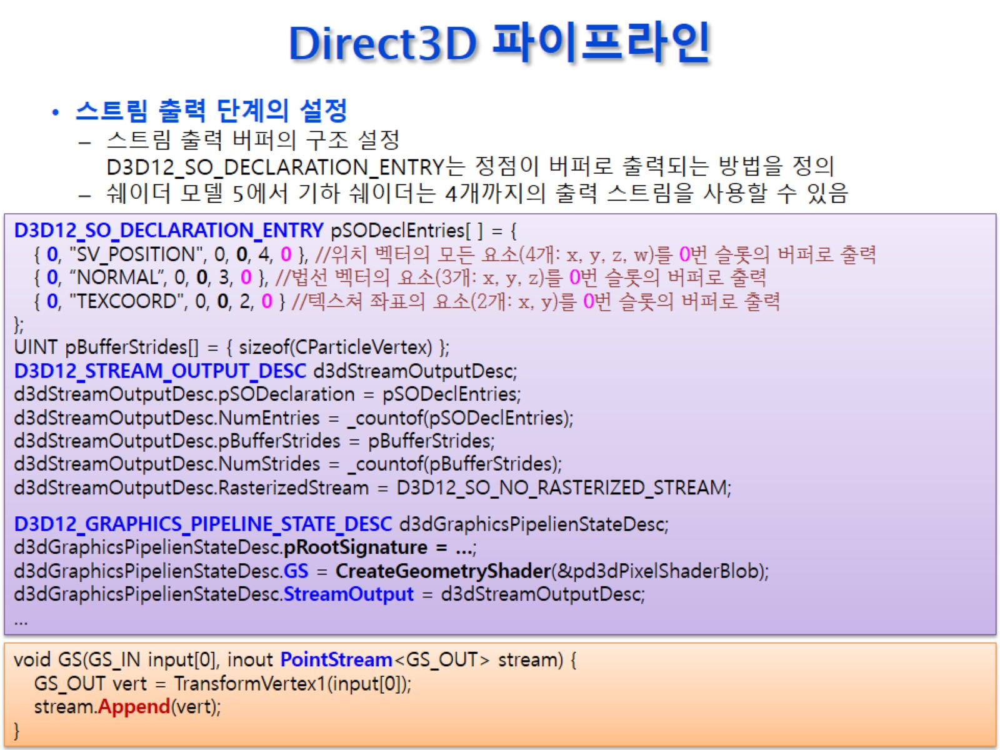 Direct3D 파이프라인
• 스트림 출력 단계의 설정
– 스트림 출력 버퍼의 구조 설정
D3D12_SO_DECLARATION_ENTRY는 정점이 버퍼로 출력되는 방법을 정의
– 쉐이더 모델 5에서 기하 쉐이더는 4개까지의 출력 스트림을 사용할 수 있음
D3D12_SO_DECLARATION_ENTRY pSODeclEntries[ ] = {
{ 0, "SV_POSITION", 0, 0, 4, 0 }, //위치 벡터의 모든 요소(4개: x, y, z, w)를 0번 슬롯의 버퍼로 출력
{ 0, “NORMAL”, 0, 0, 3, 0 }, //법선 벡터의 요소(3개: x, y, z)를 0번 슬롯의 버퍼로 출력
{ 0, "TEXCOORD", 0, 0, 2, 0 } //텍스쳐 좌표의 요소(2개: x, y)를 0번 슬롯의 버퍼로 출력
};
UINT pBufferStrides[] = { sizeof(CParticleVertex) };
D3D12_STREAM_OUTPUT_DESC d3dStreamOutputDesc;
d3dStreamOutputDesc.pSODeclaration = pSODeclEntries;
d3dStreamOutputDesc.NumEntries = _countof(pSODeclEntries);
d3dStreamOutputDesc.pBufferStrides = pBufferStrides;
d3dStreamOutputDesc.NumStrides = _countof(pBufferStrides);
d3dStreamOutputDesc.RasterizedStream = D3D12_SO_NO_RASTERIZED_STREAM;
D3D12_GRAPHICS_PIPELINE_STATE_DESC d3dGraphicsPipelienStateDesc;
d3dGraphicsPipelienStateDesc.pRootSignature = ...;
d3dGraphicsPipelienStateDesc.GS = CreateGeometryShader(&pd3dPixelShaderBlob);
d3dGraphicsPipelienStateDesc.StreamOutput = d3dStreamOutputDesc;
...
void GS(GS_IN input[0], inout PointStream<GS_OUT> stream) {
GS_OUT vert = TransformVertex1(input[0]);
stream.Append(vert);
}